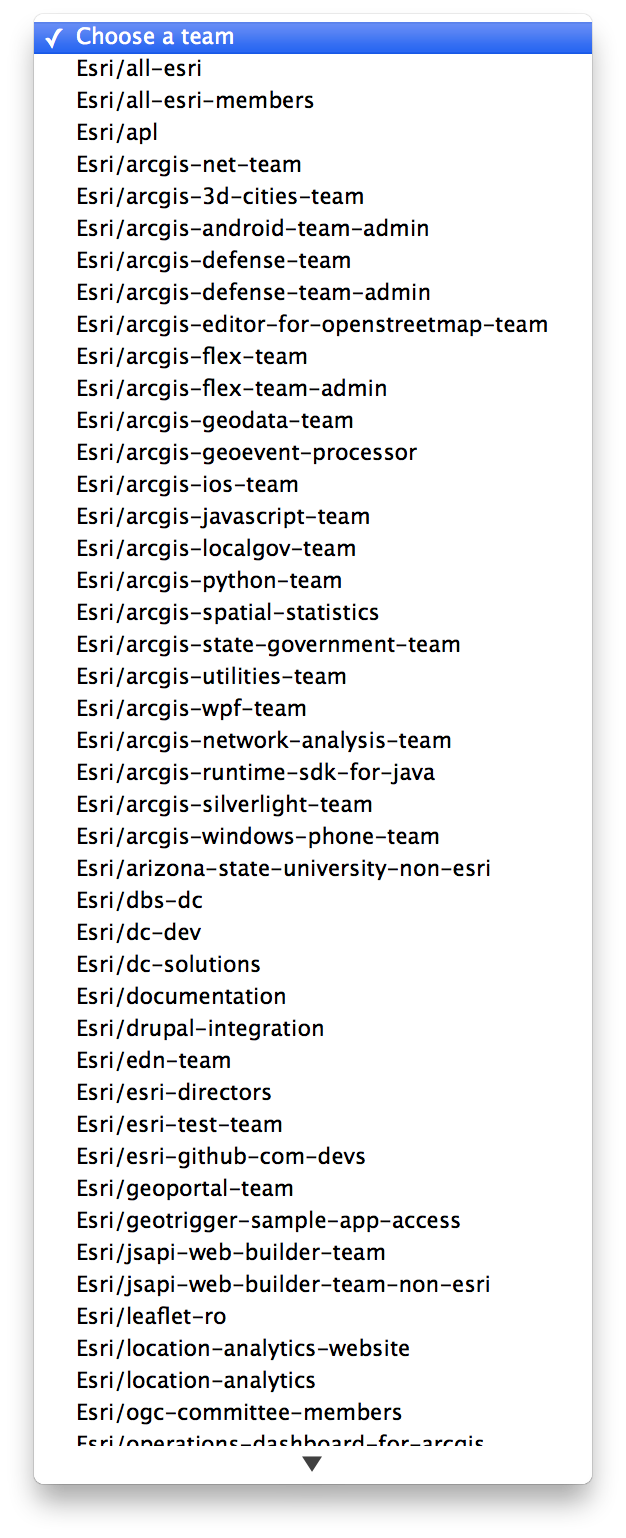 ✓ Choose a team
Esri/all-esri
Esri/all-esri-members
Esri/apl
Esri/arcgis-net-team
Esri/arcgis-3d-cities-team
Esri/arcgis-android-team-admin
Esri/arcgis-defense-team
Esri/arcgis-defense-team-admin
Esri/arcgis-editor-for-openstreetmap-team
Esri/arcgis-flex-team
Esri/arcgis-flex-team-admin
Esri/arcgis-geodata-team
Esri/arcgis-geoevent-processor
Esri/arcgis-ios-team
Esri/arcgis-javascript-team
Esri/arcgis-localgov-team
Esri/arcgis-python-team
Esri/arcgis-spatial-statistics
Esri/arcgis-state-government-team
Esri/arcgis-utilities-team
Esri/arcgis-wpf-team
Esri/arcgis-network-analysis-team
Esri/arcgis-runtime-sdk-for-java
Esri/arcgis-silverlight-team
Esri/arcgis-windows-phone-team
Esri/arizona-state-university-non-esri
Esri/dbs-dc
Esri/dc-dev
Esri/dc-solutions
Esri/documentation
Esri/drupal-integration
Esri/edn-team
Esri/esri-directors
Esri/esri-test-team
Esri/esri-github-com-devs
Esri/geoportal-team
Esri/geotrigger-sample-app-access
Esri/jsapi-web-builder-team
Esri/jsapi-web-builder-team-non-esri
Esri/leaflet-ro
Esri/location-analytics-website
Esri/location-analytics
Esri/ogc-committee-members
Esri/operations-dashboard-for-arcgis